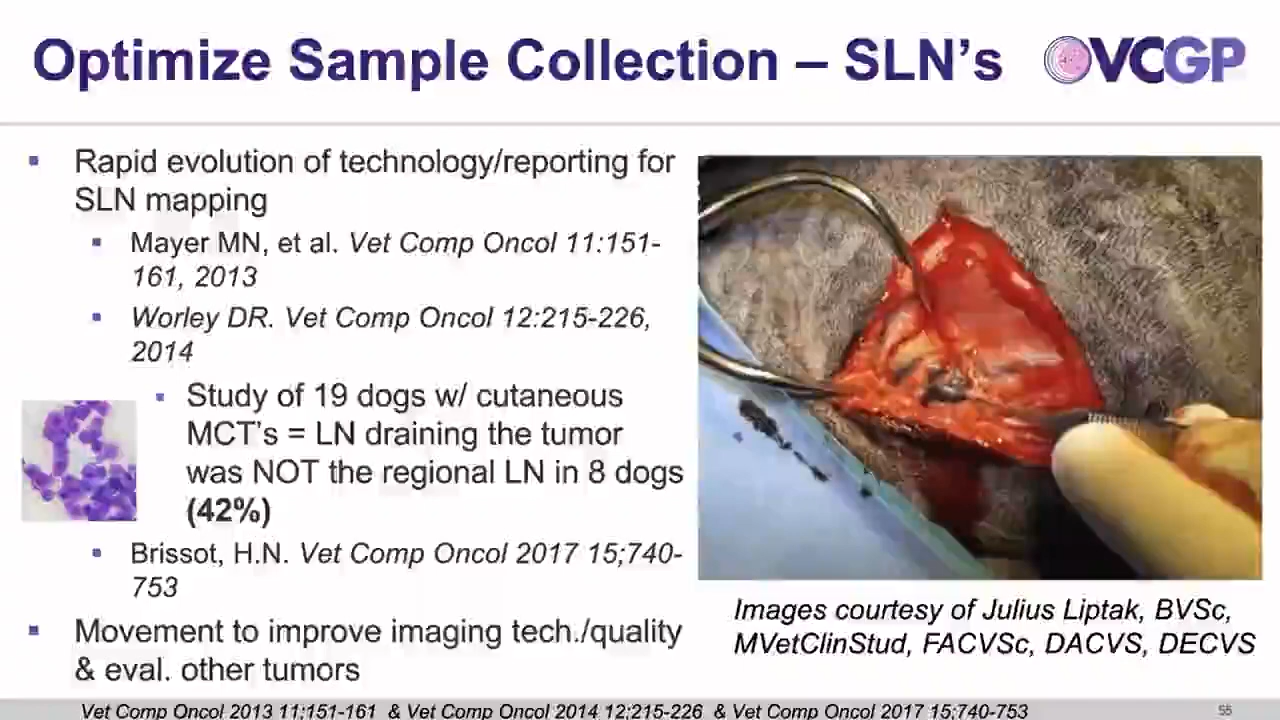 Optimize Sample Collection – SLN's
VCGP
▪ Rapid evolution of technology/reporting for
SLN mapping
▪ Mayer MN, et al. Vet Comp Oncol 11:151-
161, 2013
▪ Worley DR. Vet Comp Oncol 12:215-226,
2014
▪ Study of 19 dogs w/ cutaneous
MCT's = LN draining the tumor
was NOT the regional LN in 8 dogs
(42%)
▪ Brissot, H.N. Vet Comp Oncol 2017 15;740-
753
▪ Movement to improve imaging tech./quality
& eval. other tumors
Images courtesy of Julius Liptak, BVSc,
MVetClinStud, FACVSc, DACVS, DECVS
Vet Comp Oncol 2013 11;151-161 & Vet Comp Oncol 2014 12;215-226 & Vet Comp Oncol 2017 15;740-753
55